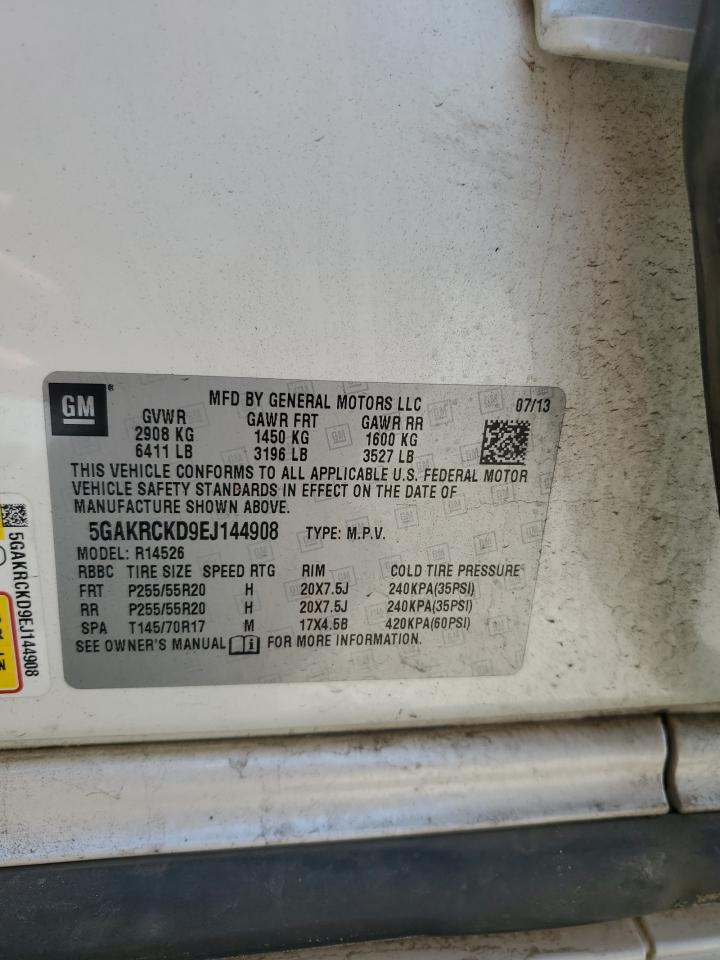 GM
MFD BY GENERAL MOTORS LLC 07/13
GVWR GAWR FRT GAWR RR
2908 KG 1450 KG 1600 KG
6411 LB 3196 LB 3527 LB
THIS VEHICLE CONFORMS TO ALL APPLICABLE U.S. FEDERAL MOTOR
VEHICLE SAFETY STANDARDS IN EFFECT ON THE DATE OF
MANUFACTURE SHOWN ABOVE.
5GAKRCKD9EJ144908 TYPE: M.P.V.
MODEL: R14526
RBBC TIRE SIZE SPEED RTG RIM COLD TIRE PRESSURE
FRT P255/55R20 H 20X7.5J 240KPA(35PSI)
RR P255/55R20 H 20X7.5J 240KPA(35PSI)
SPA T145/70R17 M 17X4.5B 420KPA(60PSI)
SEE OWNER'S MANUAL FOR MORE INFORMATION.
5GAKRCKD9EJ144908